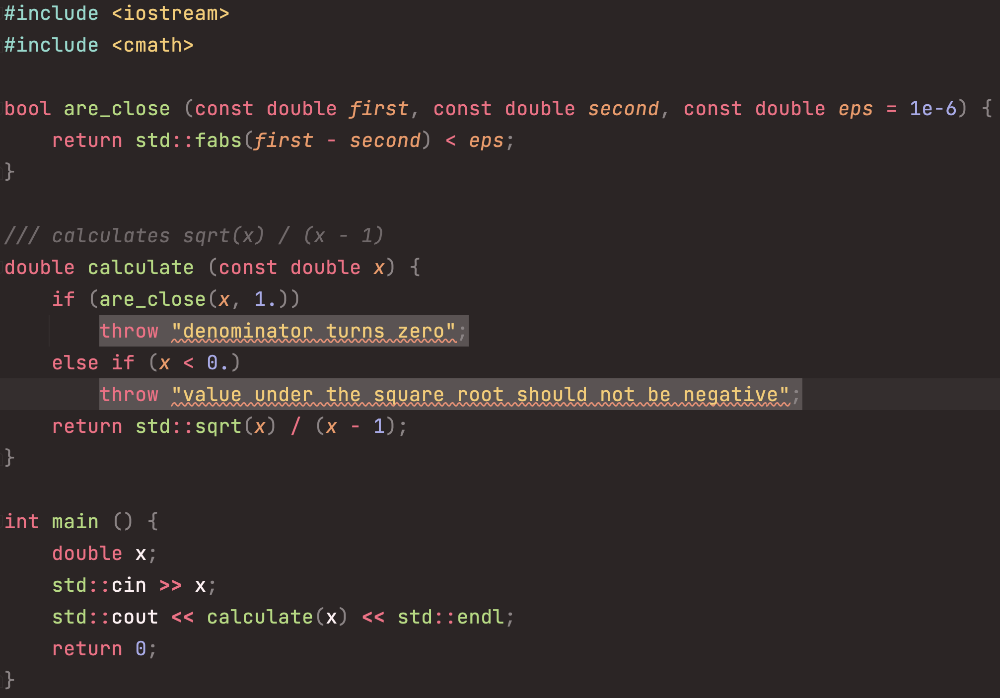 #include <iostream>
#include <cmath>
bool are_close (const double first, const double second, const double eps = 1e-6) {
    return std::fabs(first - second) < eps;
}
/// calculates sqrt(x) / (x - 1)
double calculate (const double x) {
    if (are_close(x, 1.))
        throw "denominator turns zero";
    else if (x < 0.)
        throw "value under the square root should not be negative";
    return std::sqrt(x) / (x - 1);
}
int main () {
    double x;
    std::cin >> x;
    std::cout << calculate(x) << std::endl;
    return 0;
}